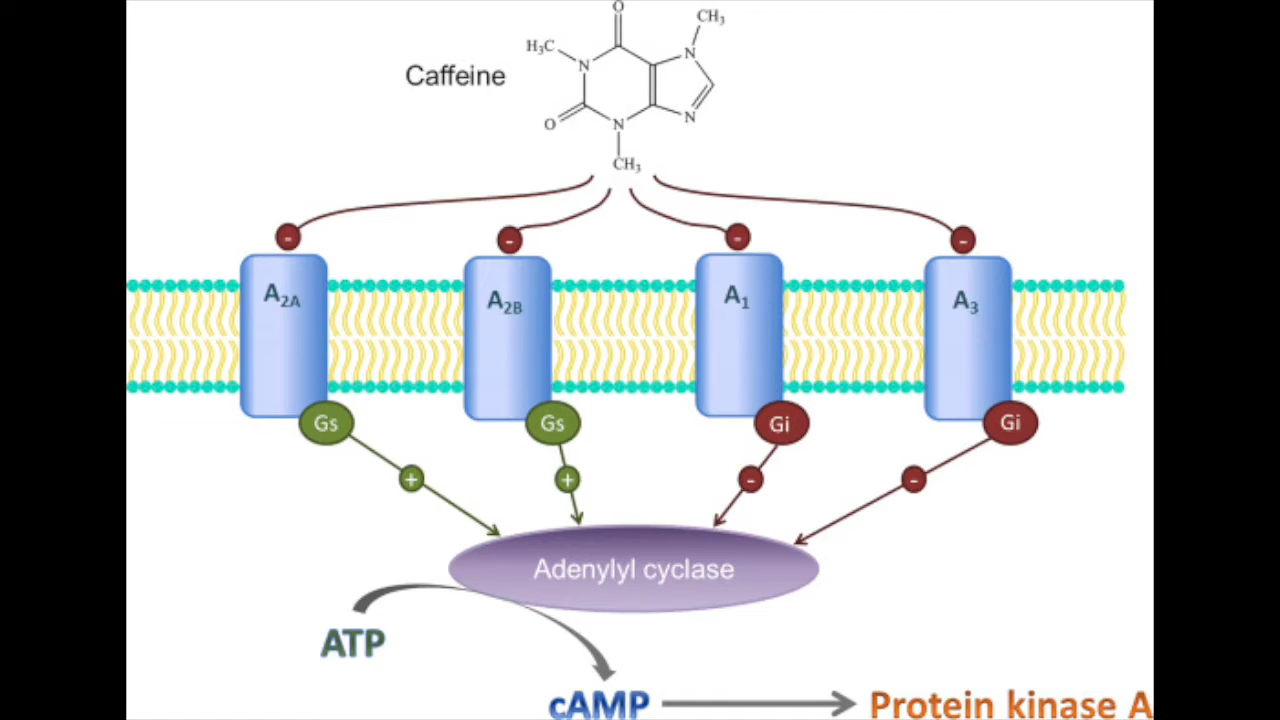 O
CH₃
H₃C
N
N
Caffeine
O
N
N
CH₃
-
-
-
-
A₂A
A₂B
A₁
A₃
Gs
Gs
Gi
Gi
+
+
-
-
Adenylyl cyclase
ATP
cAMP
Protein kinase A